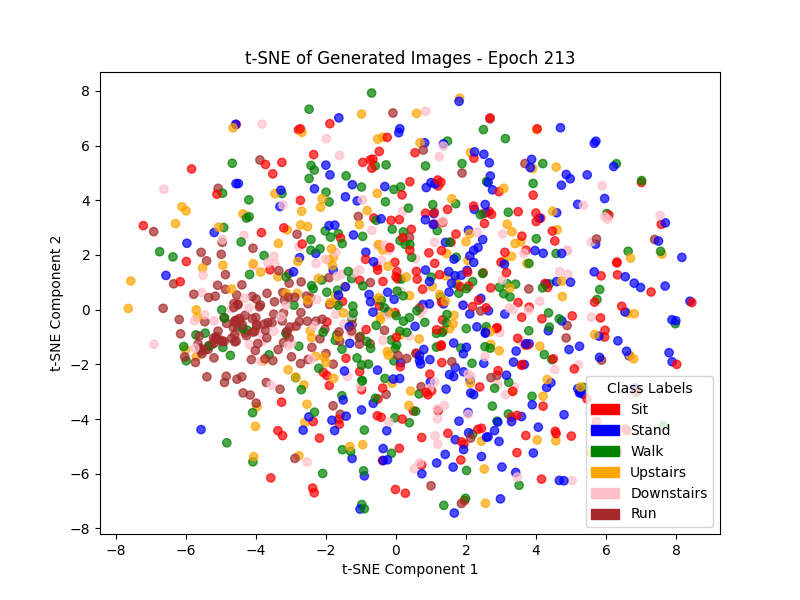 t-SNE of Generated Images - Epoch 213
8
6
4
2
0
−2
−4
−6
−8
t-SNE Component 2
−8
−6
−4
−2
0
2
4
6
8
t-SNE Component 1
Class Labels
Sit
Stand
Walk
Upstairs
Downstairs
Run